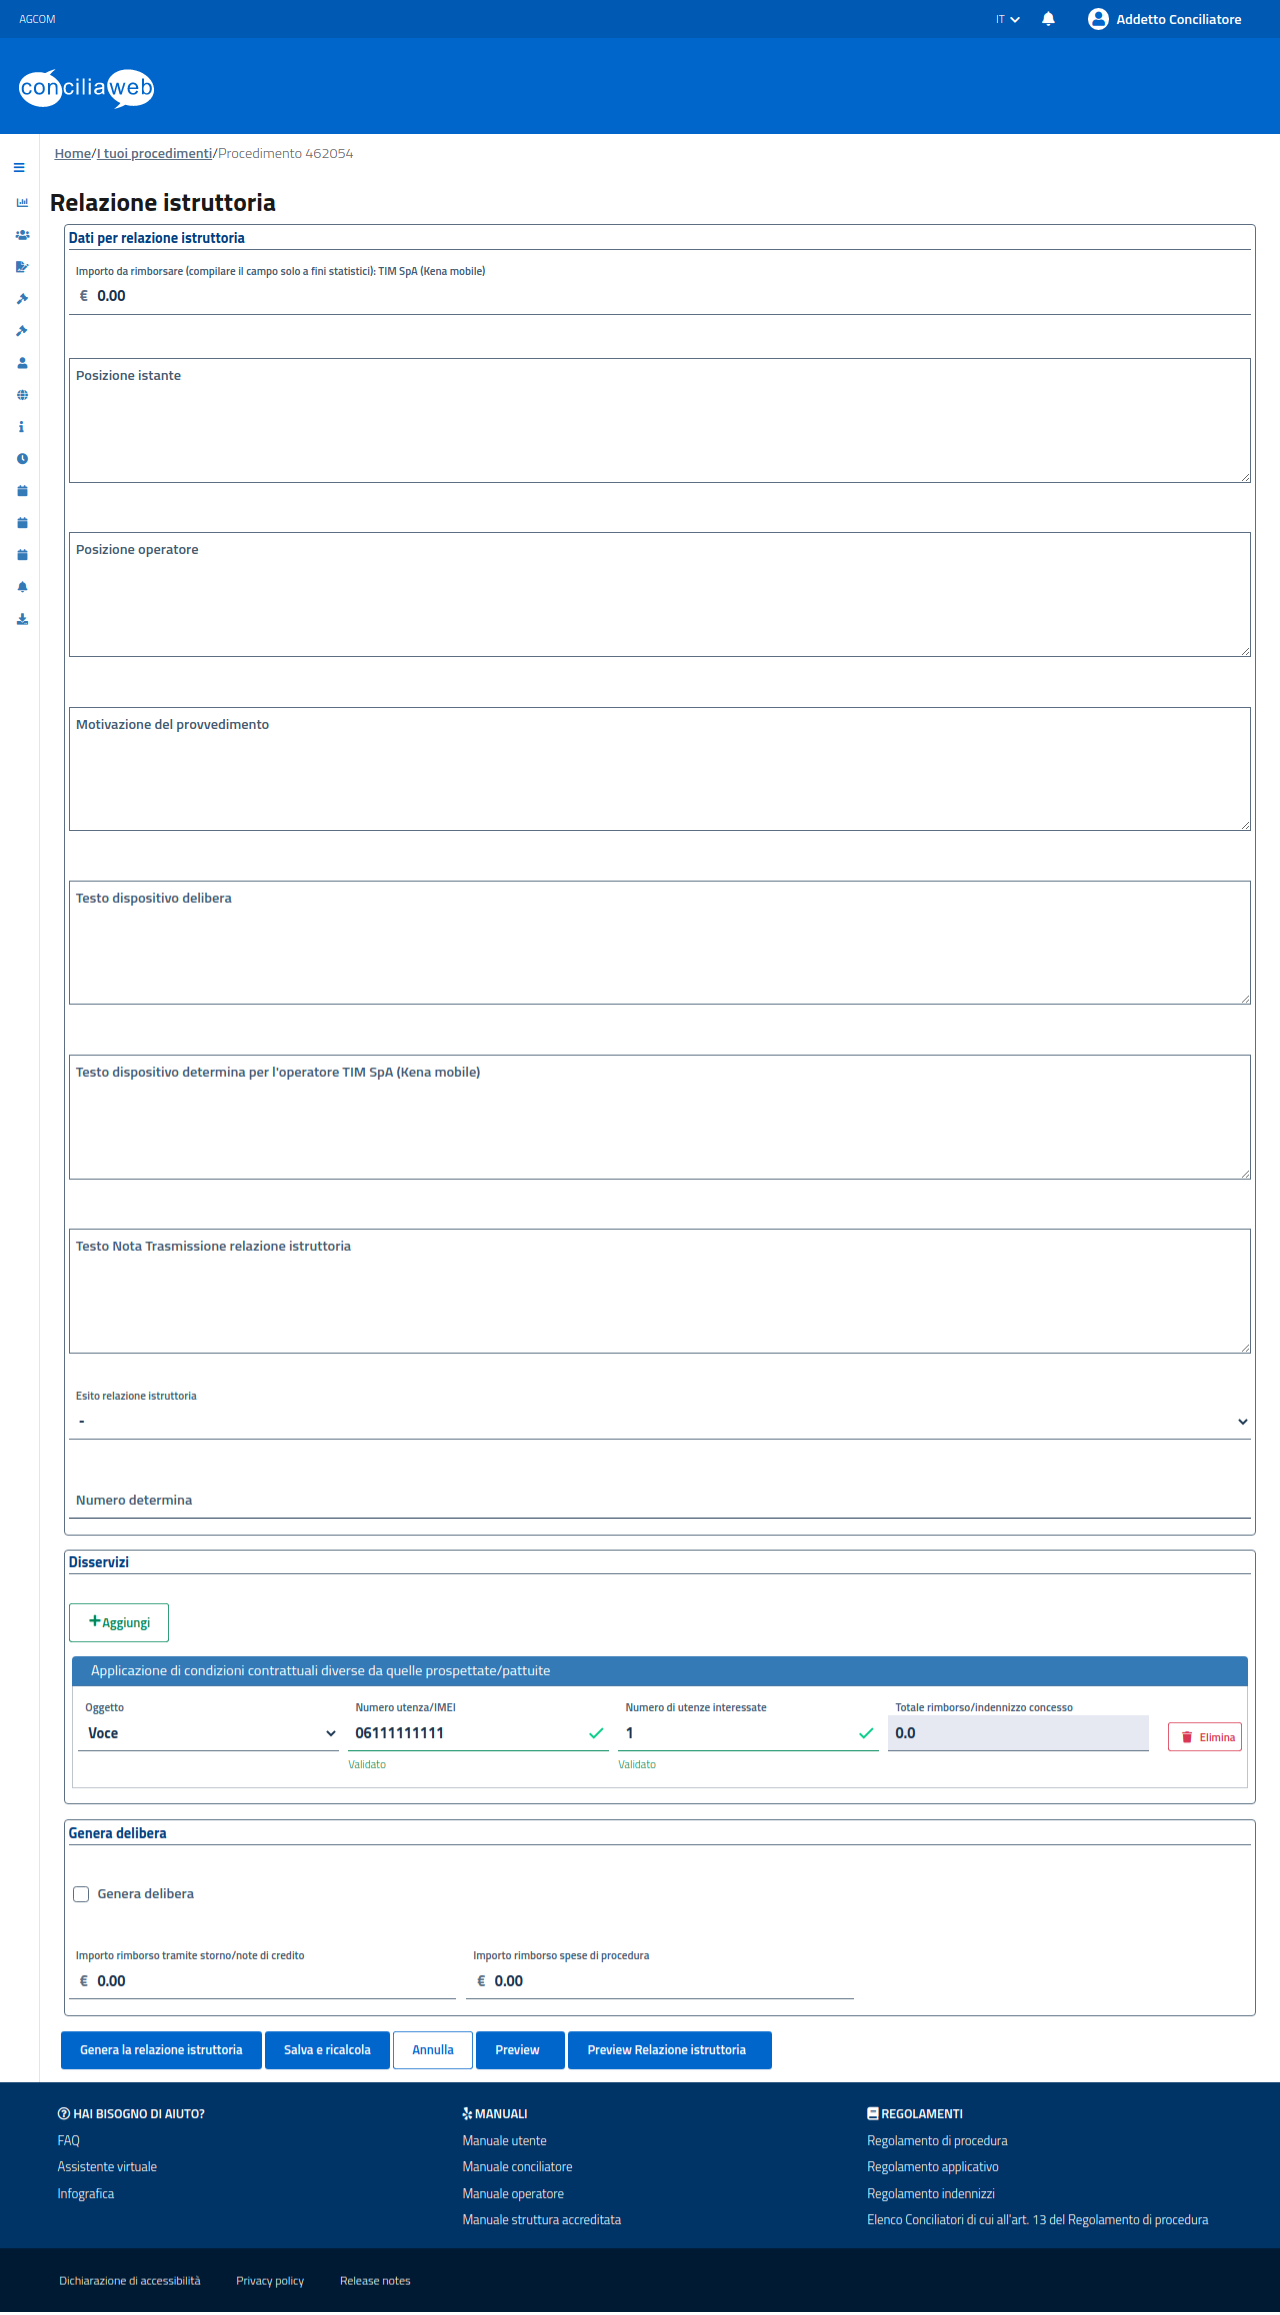 AGCOM
IT
Addetto Conciliatore
conciliaweb
Home/I tuoi procedimenti/Procedimento 462054
Relazione istruttoria
Dati per relazione istruttoria
Importo da rimborsare (compilare il campo solo a fini statistici): TIM SpA (Kena mobile)
€ 0.00
Posizione istante
Posizione operatore
Motivazione del provvedimento
Testo dispositivo delibera
Testo dispositivo determina per l'operatore TIM SpA (Kena mobile)
Testo Nota Trasmissione relazione istruttoria
Esito relazione istruttoria
-
Numero determina
Disservizi
+Aggiungi
Applicazione di condizioni contrattuali diverse da quelle prospettate/pattuite
Oggetto Numero utenza/IMEI Numero di utenze interessate Totale rimborso/indennizzo concesso
Voce 06111111111 1 0.0 Elimina
Validato Validato
Genera delibera
Genera delibera
Importo rimborso tramite storno/note di credito Importo rimborso spese di procedura
€ 0.00 € 0.00
Genera la relazione istruttoria Salva e ricalcola Annulla Preview Preview Relazione istruttoria
HAI BISOGNO DI AIUTO? MANUALI REGOLAMENTI
FAQ Manuale utente Regolamento di procedura
Assistente virtuale Manuale conciliatore Regolamento applicativo
Infografica Manuale operatore Regolamento indennizzi
Manuale struttura accreditata Elenco Conciliatori di cui all'art. 13 del Regolamento di procedura
Dichiarazione di accessibilità Privacy policy Release notes